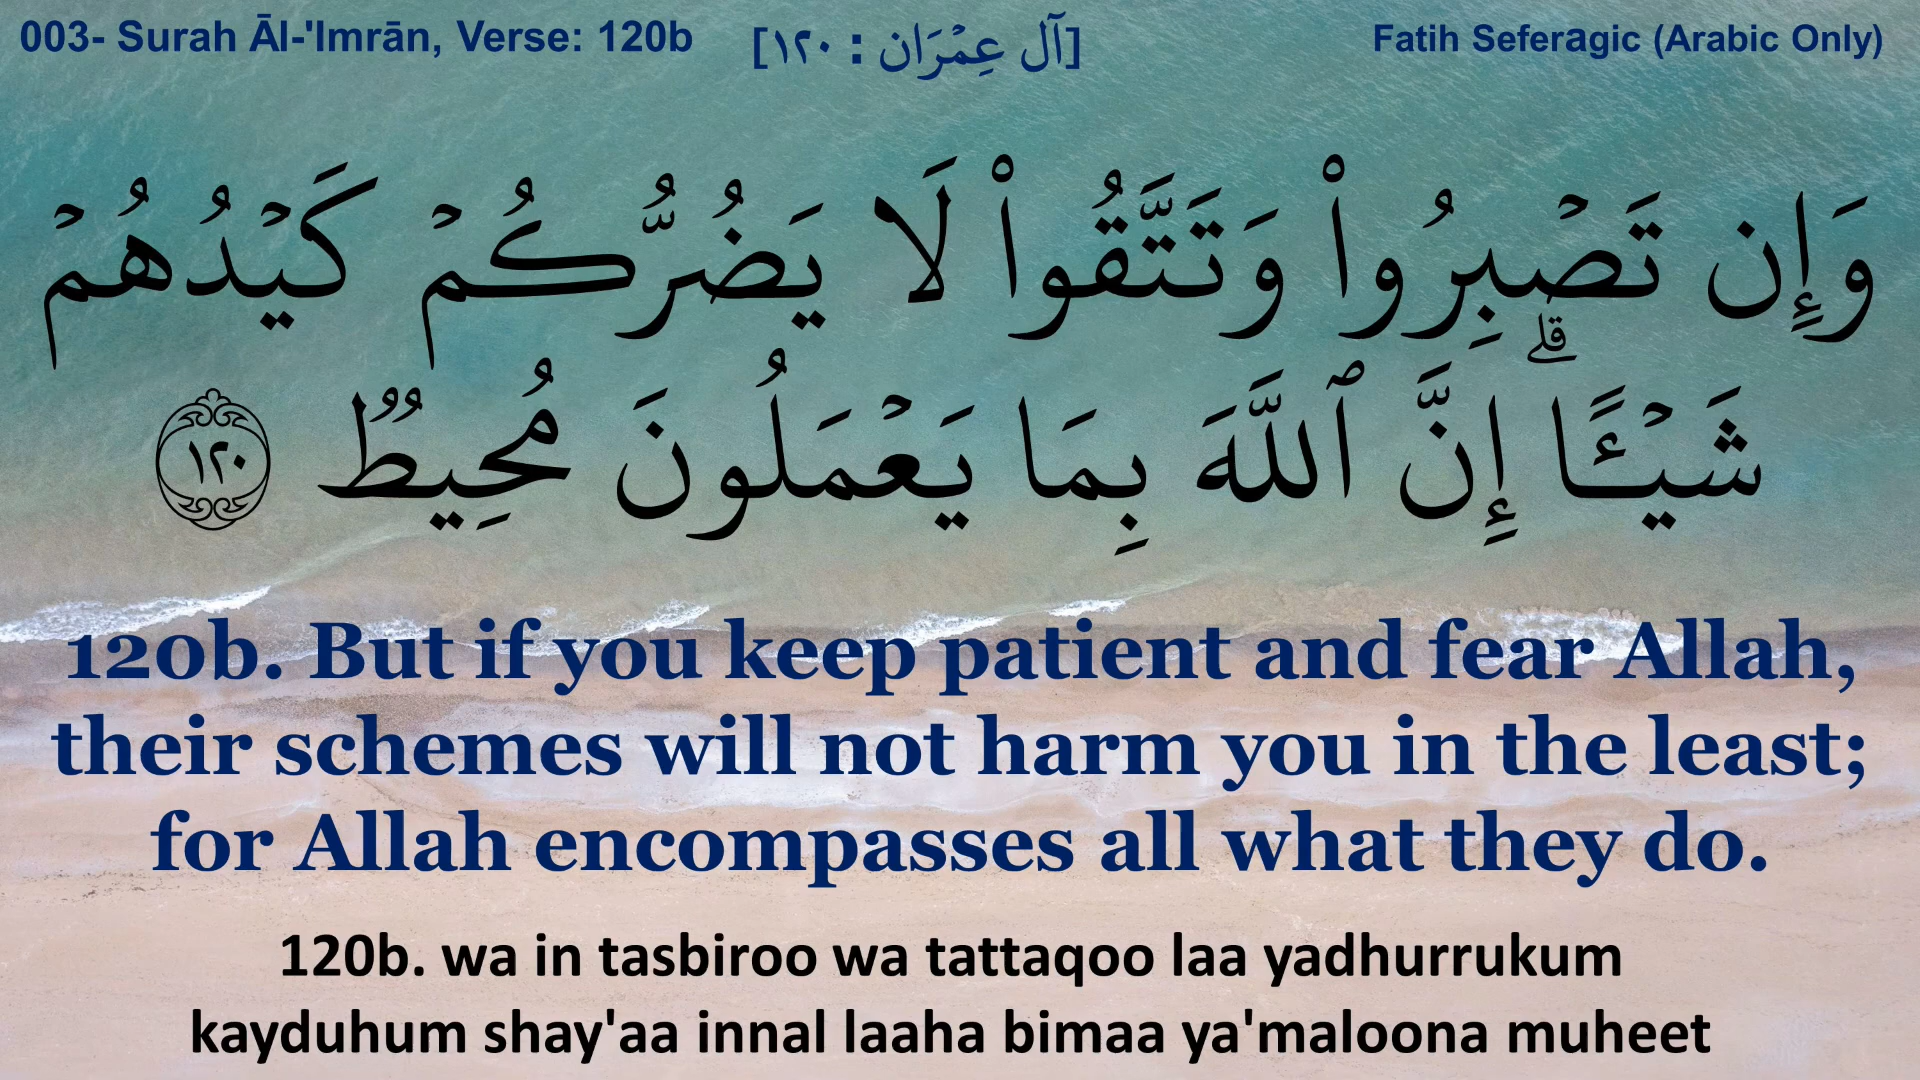 003- Surah Āl-'Imrān, Verse: 120b
[آل عِمْرَان : ١٢٠]
Fatih Seferagic (Arabic Only)
وَإِن تَصْبِرُوا۟ وَتَتَّقُوا۟ لَا يَضُرُّكُمْ كَيْدُهُمْ
شَيْـًٔا ۗ إِنَّ ٱللَّهَ بِمَا يَعْمَلُونَ مُحِيطٌ ١٢٠
120b. But if you keep patient and fear Allah,
their schemes will not harm you in the least;
for Allah encompasses all what they do.
120b. wa in tasbiroo wa tattaqoo laa yadhurrukum
kayduhum shay'aa innal laaha bimaa ya'maloona muheet